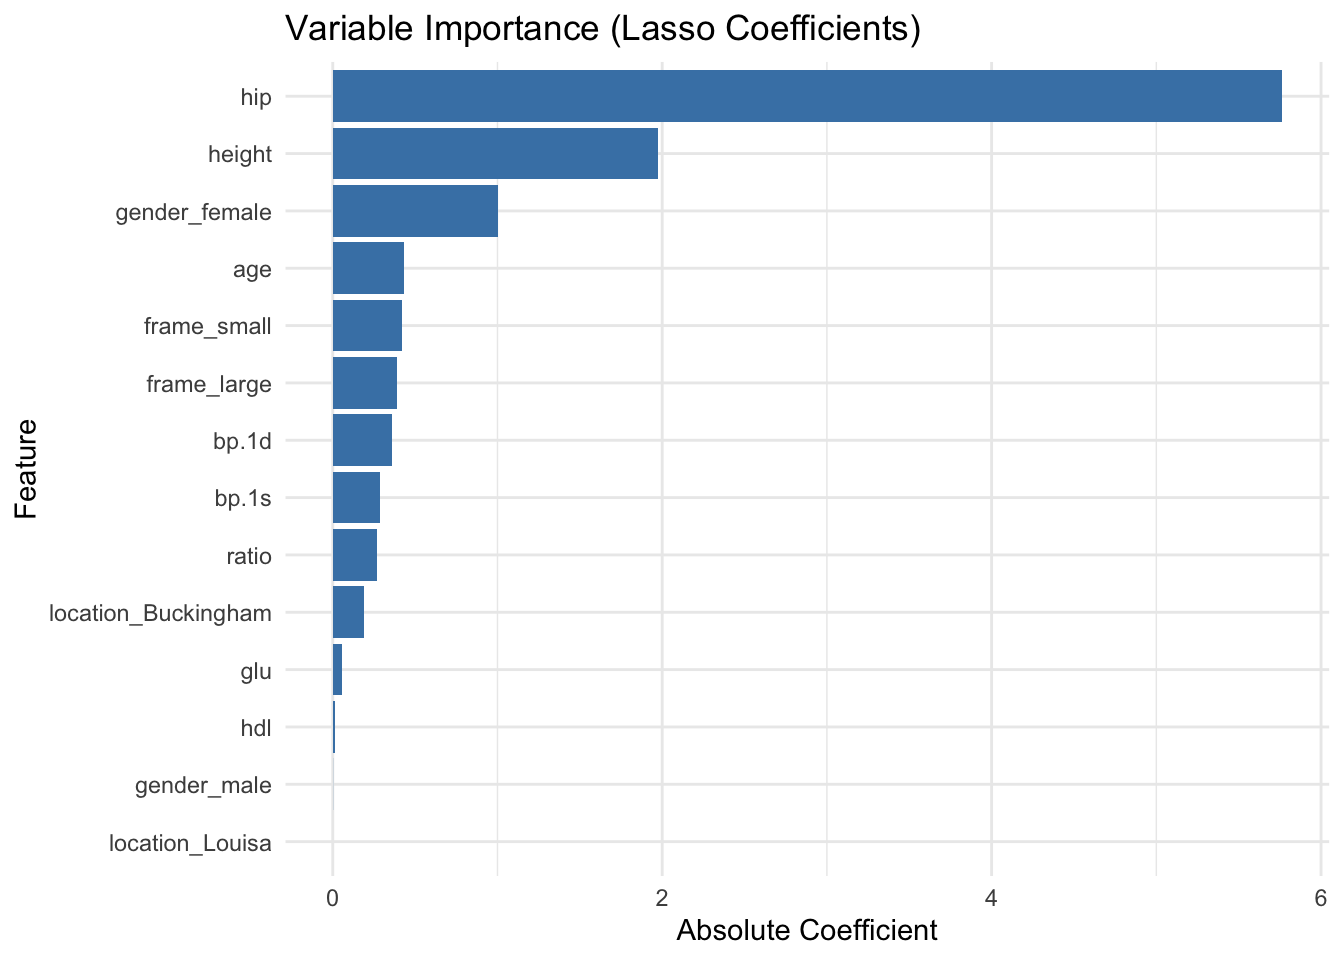 Variable Importance (Lasso Coefficients)
hip
height
gender_female
age
frame_small
frame_large
bp.1d
bp.1s
ratio
location_Buckingham
glu
hdl
gender_male
location_Louisa
Feature
0 2 4 6
Absolute Coefficient